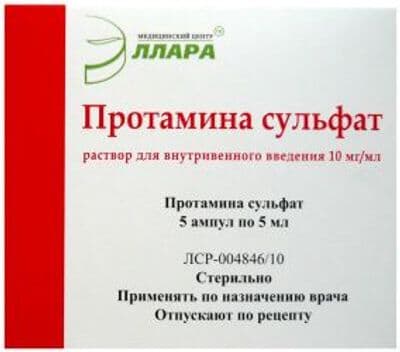 МЕДИЦИНСКИЙ ЦЕНТР
ЭЛЛАРА
Протамина сульфат
раствор для внутривенного введения 10 мг/мл
Протамина сульфат
5 ампул по 5 мл
ЛСР-004846/10
Стерильно
Применять по назначению врача
Отпускают по рецепту